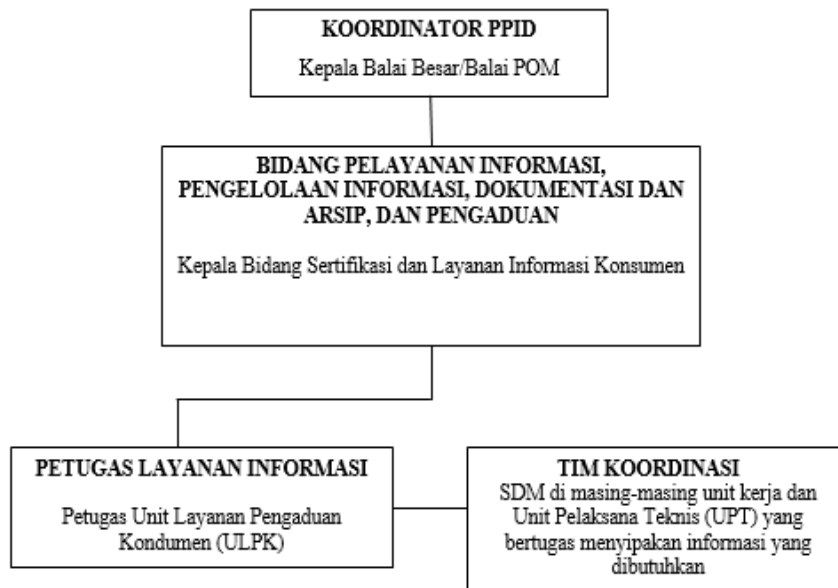 KOORDINATOR PPID
Kepala Balai Besar/Balai POM
BIDANG PELAYANAN INFORMASI,
PENGELOLAAN INFORMASI, DOKUMENTASI DAN
ARSIP, DAN PENGADUAN
Kepala Bidang Sertifikasi dan Layanan Informasi Konsumen
PETUGAS LAYANAN INFORMASI
Petugas Unit Layanan Pengaduan
Kondumen (ULPK)
TIM KOORDINASI
SDM di masing-masing unit kerja dan
Unit Pelaksana Teknis (UPT) yang
bertugas menyipakan informasi yang
dibutuhkan